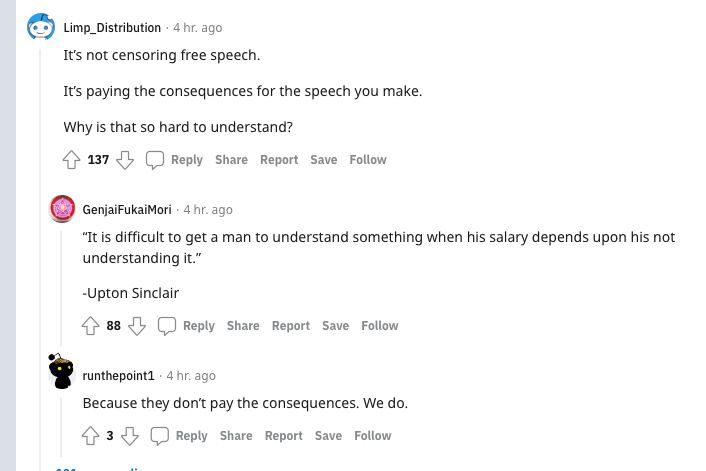 Limp_Distribution · 4 hr. ago
It's not censoring free speech.
It's paying the consequences for the speech you make.
Why is that so hard to understand?
137 Reply Share Report Save Follow
GenjaiFukaiMori · 4 hr. ago
“It is difficult to get a man to understand something when his salary depends upon his not
understanding it.”
-Upton Sinclair
88 Reply Share Report Save Follow
runthepoint1 · 4 hr. ago
Because they don’t pay the consequences. We do.
3 Reply Share Report Save Follow